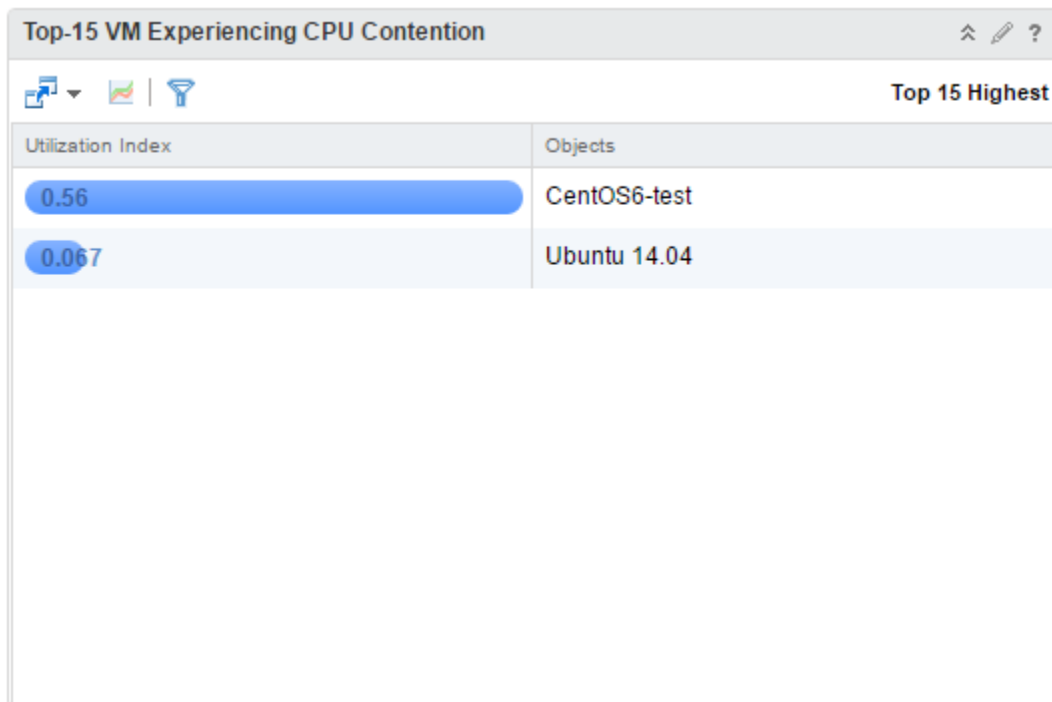 Top-15 VM Experiencing CPU Contention ?
Top 15 Highest
Utilization Index Objects
0.56 CentOS6-test
0.067 Ubuntu 14.04